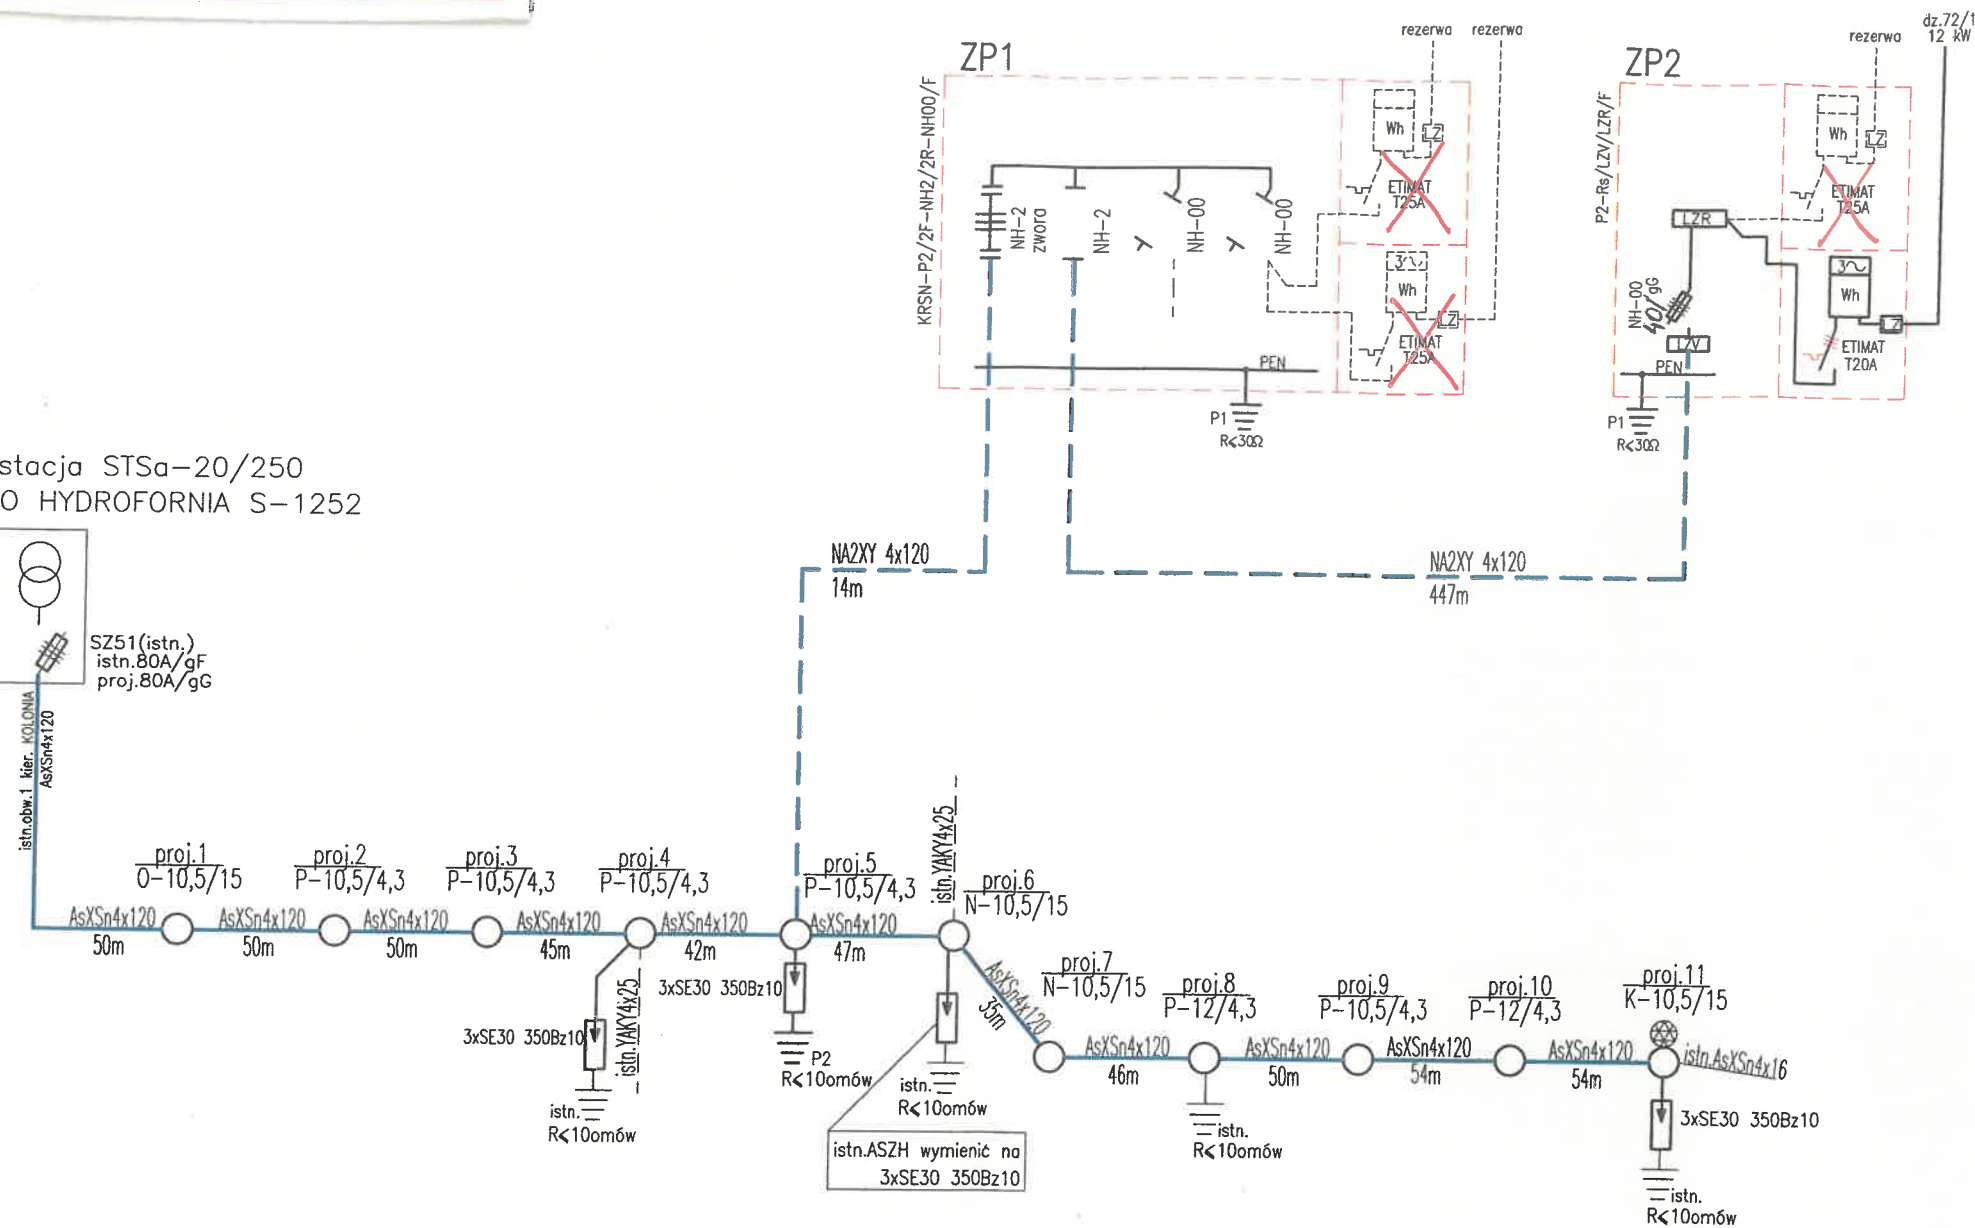 ZP1
KRSN-P2/2F-NH2/2R-NH00/F
NH-2
zwora
NH-2
NH-00
NH-00
PEN
P1
R≤30Ω
rezerwa
rezerwa
Wh
LZ
ETIMAT
T25A
3~
Wh
LZ
ETIMAT
T25A
ZP2
P2-Rs/LZV/LZR/F
rezerwa
dz.72/1
12 kW
Wh
LZ
ETIMAT
T25A
LZR
NH-00
40/gG
LZV
PEN
P1
R≤30Ω
3~
Wh
LZ
ETIMAT
T20A
stacja STSa-20/250
O HYDROFORNIA S-1252
SZ51(istn.)
istn.80A/gF
proj.80A/gG
istn.obw.1 kier. KOLONIA
AsXSn4x120
NA2XY 4x120
14m
NA2XY 4x120
447m
proj.1
O-10,5/15
proj.2
P-10,5/4,3
proj.3
P-10,5/4,3
proj.4
P-10,5/4,3
proj.5
P-10,5/4,3
istn.YAKY4x25
proj.6
N-10,5/15
AsXSn4x120
50m
AsXSn4x120
50m
AsXSn4x120
50m
AsXSn4x120
45m
AsXSn4x120
42m
AsXSn4x120
47m
AsXSn4x120
35m
proj.7
N-10,5/15
proj.8
P-12/4,3
proj.9
P-10,5/4,3
proj.10
P-12/4,3
proj.11
K-10,5/15
AsXSn4x120
46m
AsXSn4x120
50m
AsXSn4x120
54m
AsXSn4x120
54m
istn.AsXSn4x16
3xSE30 350Bz10
istn.YAKY4x25
istn.
R≤10omów
3xSE30 350Bz10
P2
R≤10omów
istn.
R≤10omów
istn.ASZH wymienić na
3xSE30 350Bz10
istn.
R≤10omów
3xSE30 350Bz10
istn.
R≤10omów